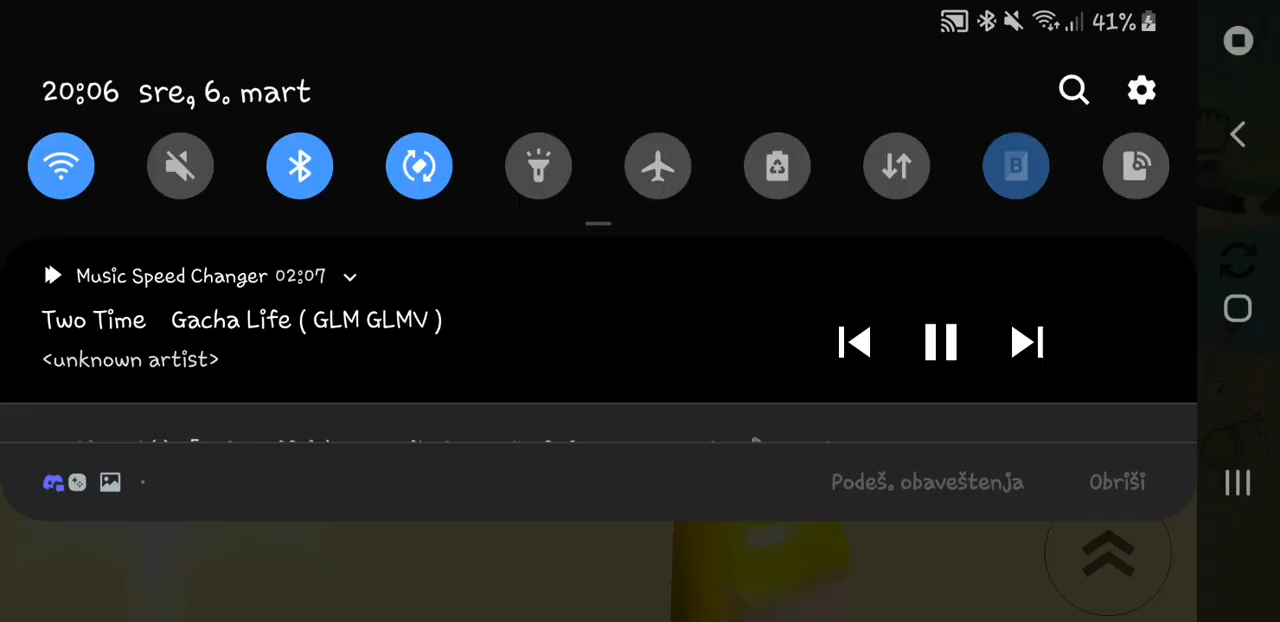 41%
20:06 sre, 6. mart
B
Music Speed Changer 02:07
Two Time Gacha Life ( GLM GLMV )
<unknown artist>
2
Podeš. obaveštenja Obriši